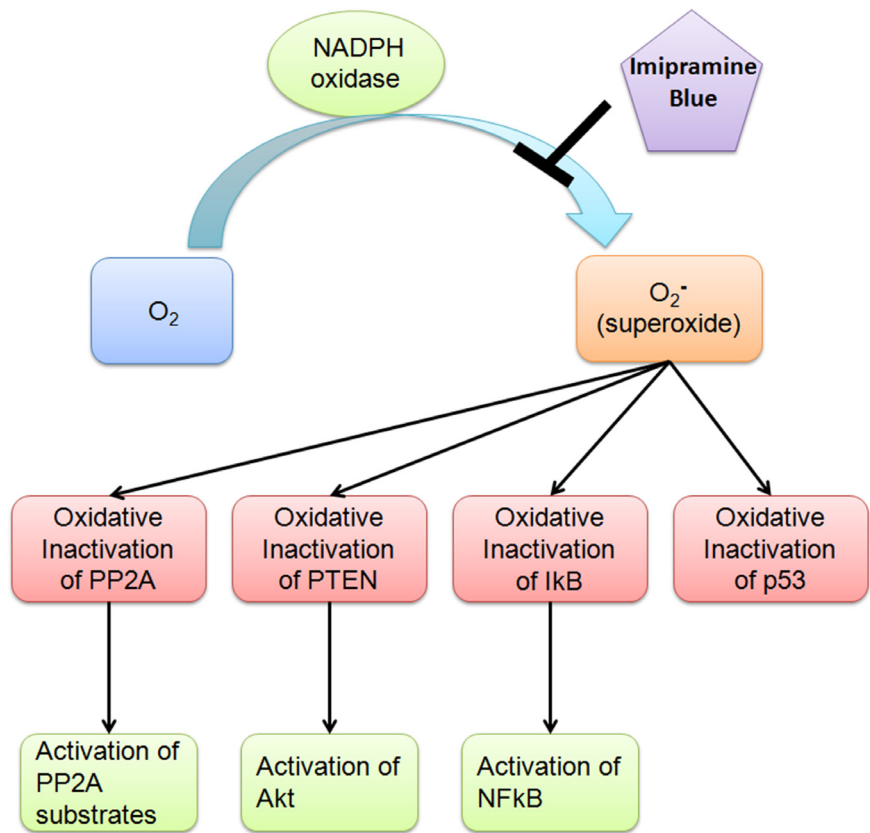 NADPH
oxidase
Imipramine
Blue
O₂
O₂⁻
(superoxide)
Oxidative
Inactivation
of PP2A
Oxidative
Inactivation
of PTEN
Oxidative
Inactivation
of IkB
Oxidative
Inactivation
of p53
Activation of
PP2A
substrates
Activation of
Akt
Activation of
NFkB